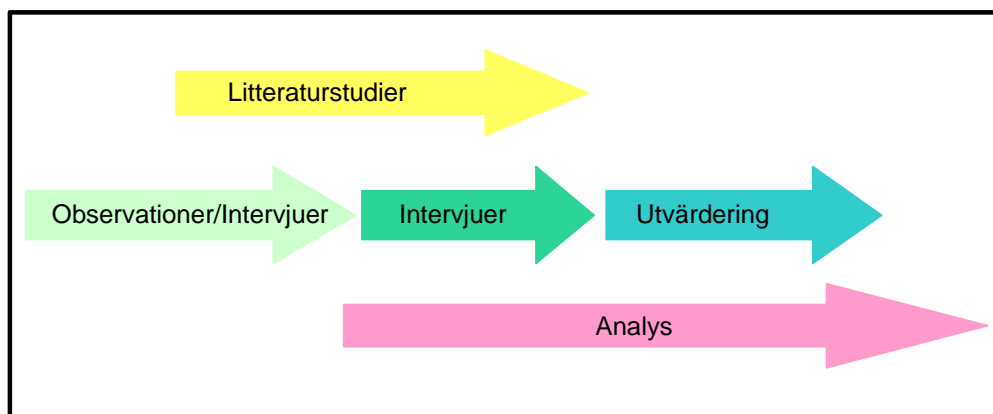 Litteraturstudier
Observationer/Intervjuer
Intervjuer
Utvärdering
Analys